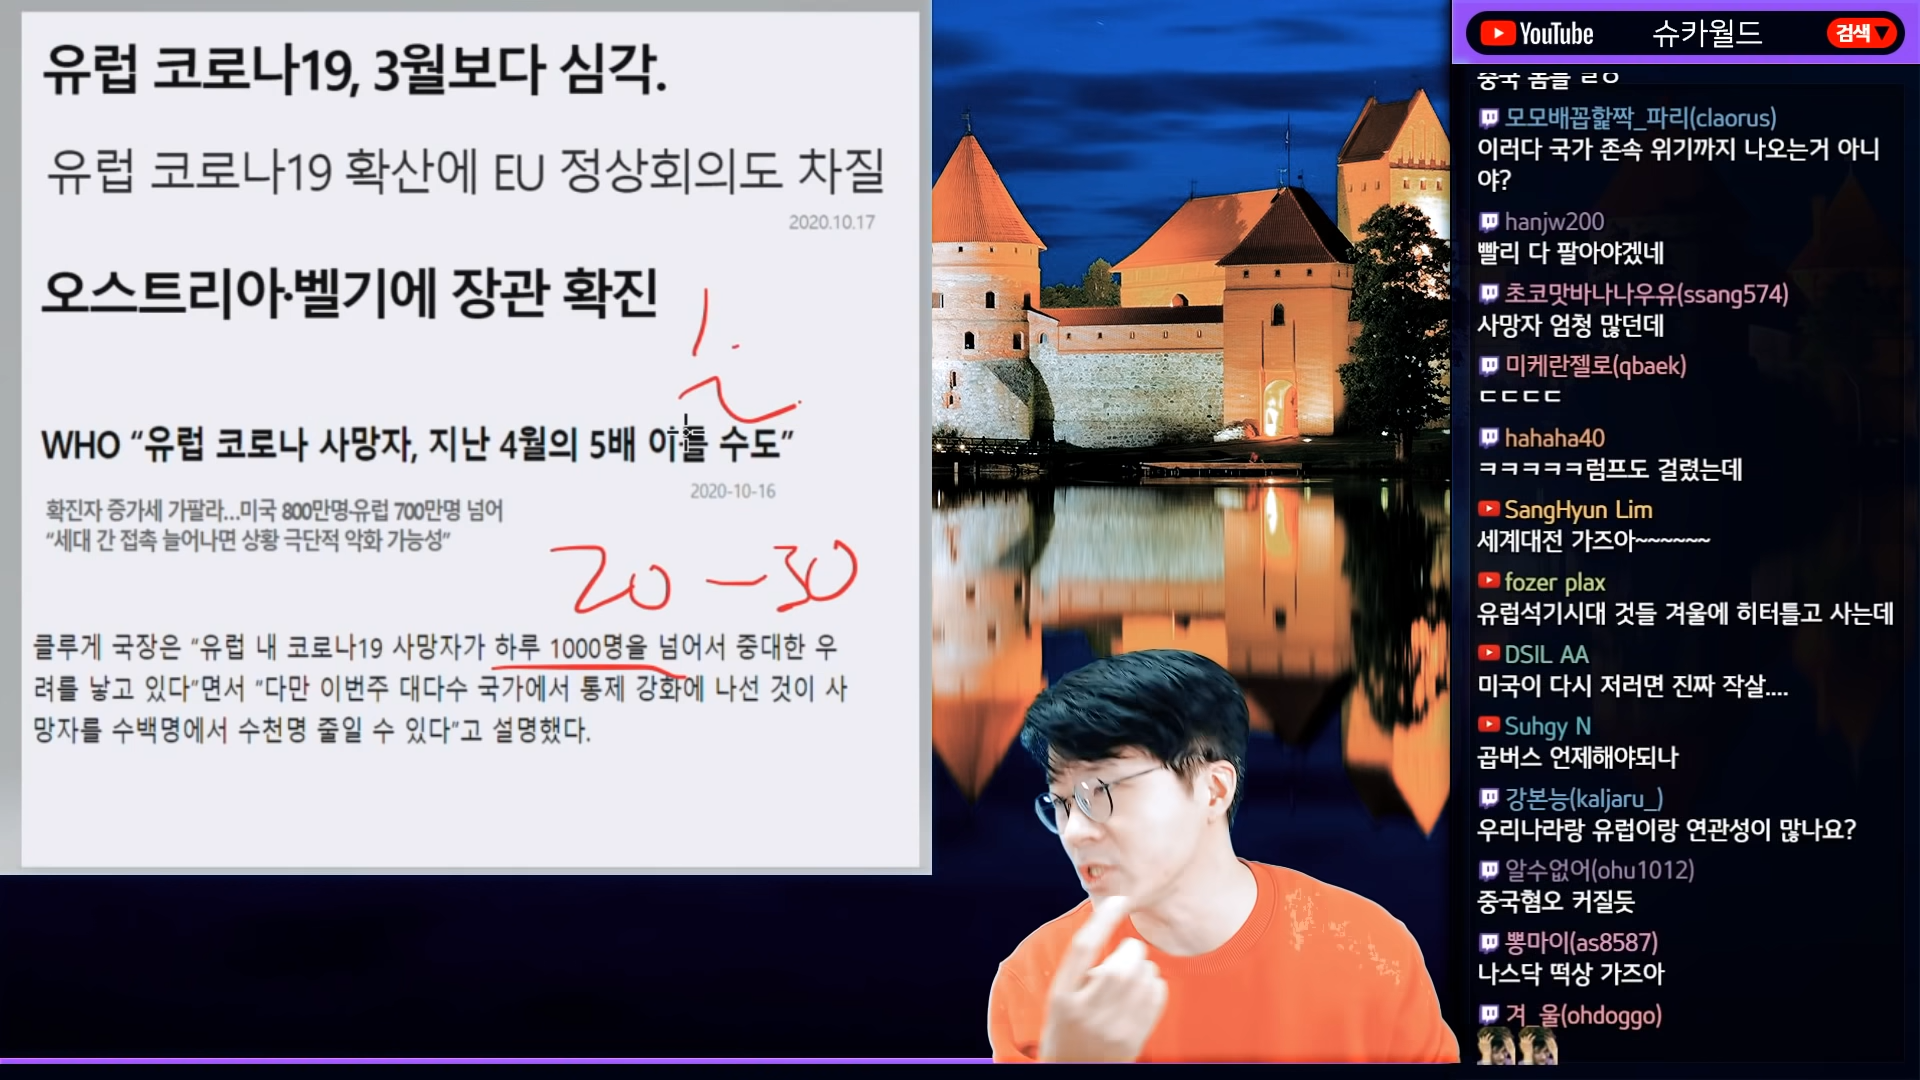 유럽 코로나19, 3월보다 심각.
유럽 코로나19 확산에 EU 정상회의도 차질
2020.10.17
오스트리아·벨기에 장관 확진
1.
2
WHO “유럽 코로나 사망자, 지난 4월의 5배 이를 수도”
2020-10-16
확진자 증가세 가팔라...미국 800만명·유럽 700만명 넘어
“세대 간 접촉 늘어나면 상황 극단적 악화 가능성”
20 - 30
클루게 국장은 “유럽 내 코로나19 사망자가 하루 1000명을 넘어서 중대한 우
려를 낳고 있다”면서 “다만 이번주 대다수 국가에서 통제 강화에 나선 것이 사
망자를 수백명에서 수천명 줄일 수 있다”고 설명했다.
YouTube 슈카월드 검색
중국 놈들 ㄹㅇ
모모배꼽핥짝_파리(claorus)
이러다 국가 존속 위기까지 나오는거 아니
야?
hanjw200
빨리 다 팔아야겠네
초코맛바나나우유(ssang574)
사망자 엄청 많던데
미케란젤로(qbaek)
ㄷㄷㄷㄷ
hahaha40
ㅋㅋㅋㅋㅋ럼프도 걸렸는데
SangHyun Lim
세계대전 가즈아~~~~~~
fozer plax
유럽석기시대 것들 겨울에 히터틀고 사는데
DSIL AA
미국이 다시 저러면 진짜 작살....
Suhgy N
곱버스 언제해야되나
강본능(kaljaru_)
우리나라랑 유럽이랑 연관성이 많나요?
알수없어(ohu1012)
중국혐오 커질듯
뽕마이(as8587)
나스닥 떡상 가즈아
겨_울(ohdoggo)